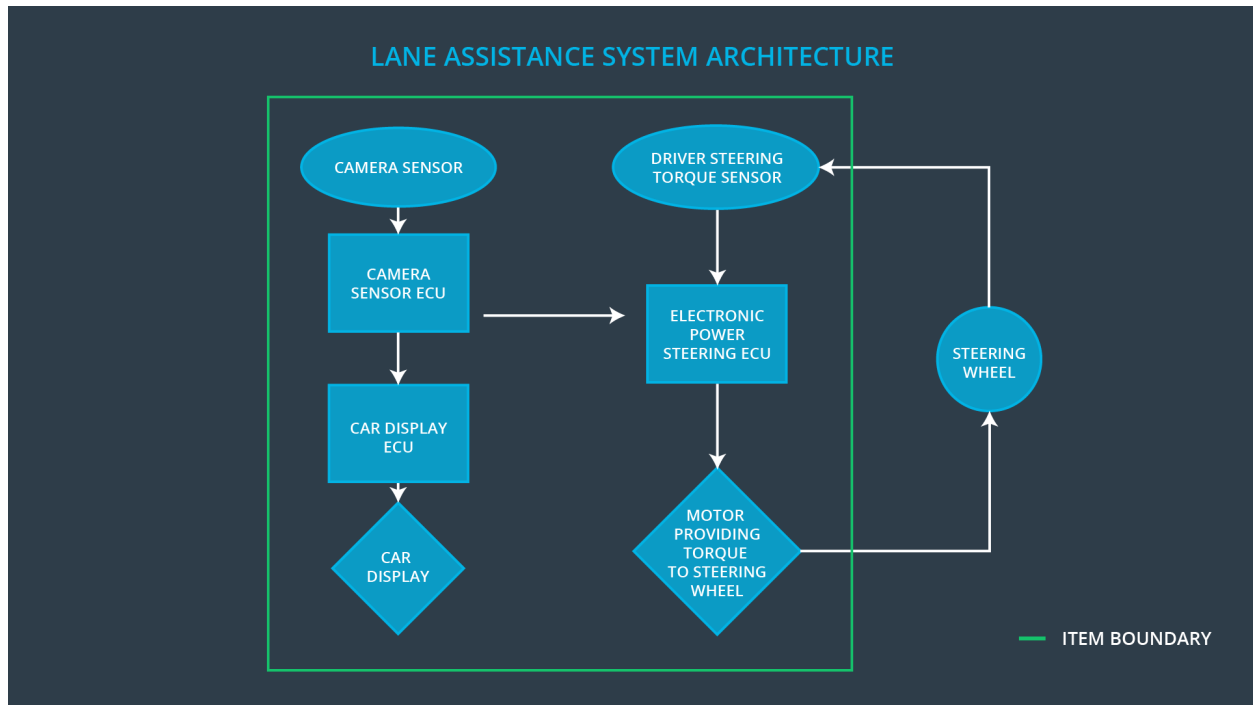 LANE ASSISTANCE SYSTEM ARCHITECTURE
CAMERA SENSOR
CAMERA
SENSOR ECU
CAR DISPLAY
ECU
CAR
DISPLAY
DRIVER STEERING
TORQUE SENSOR
ELECTRONIC
POWER
STEERING ECU
MOTOR
PROVIDING
TORQUE
TO STEERING
WHEEL
STEERING
WHEEL
ITEM BOUNDARY